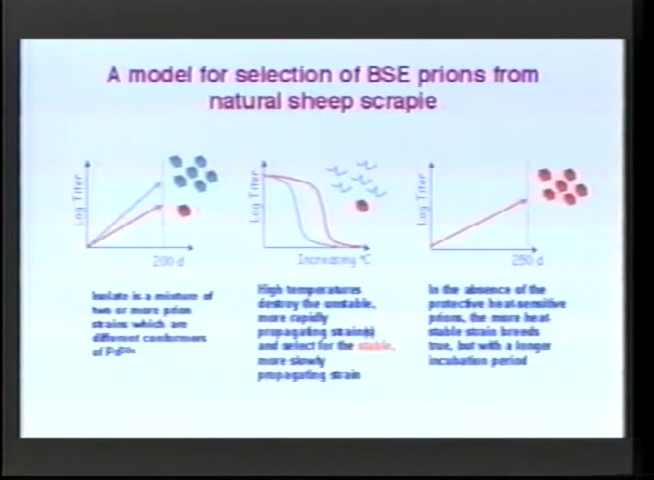 A model for selection of BSE prions from
natural sheep scrapie
Log Titer
200 d
Log Titer
Increasing °C
Log Titer
250 d
Isolate is a mixture of
two or more prion
strains which are
different conformers
of
High temperatures
destroy the unstable,
more rapidly
propagating strain(s)
and select for the stable,
more slowly
propagating strain
In the absence of the
protective heat-sensitive
prions, the more heat-
stable strain breeds
true, but with a longer
incubation period